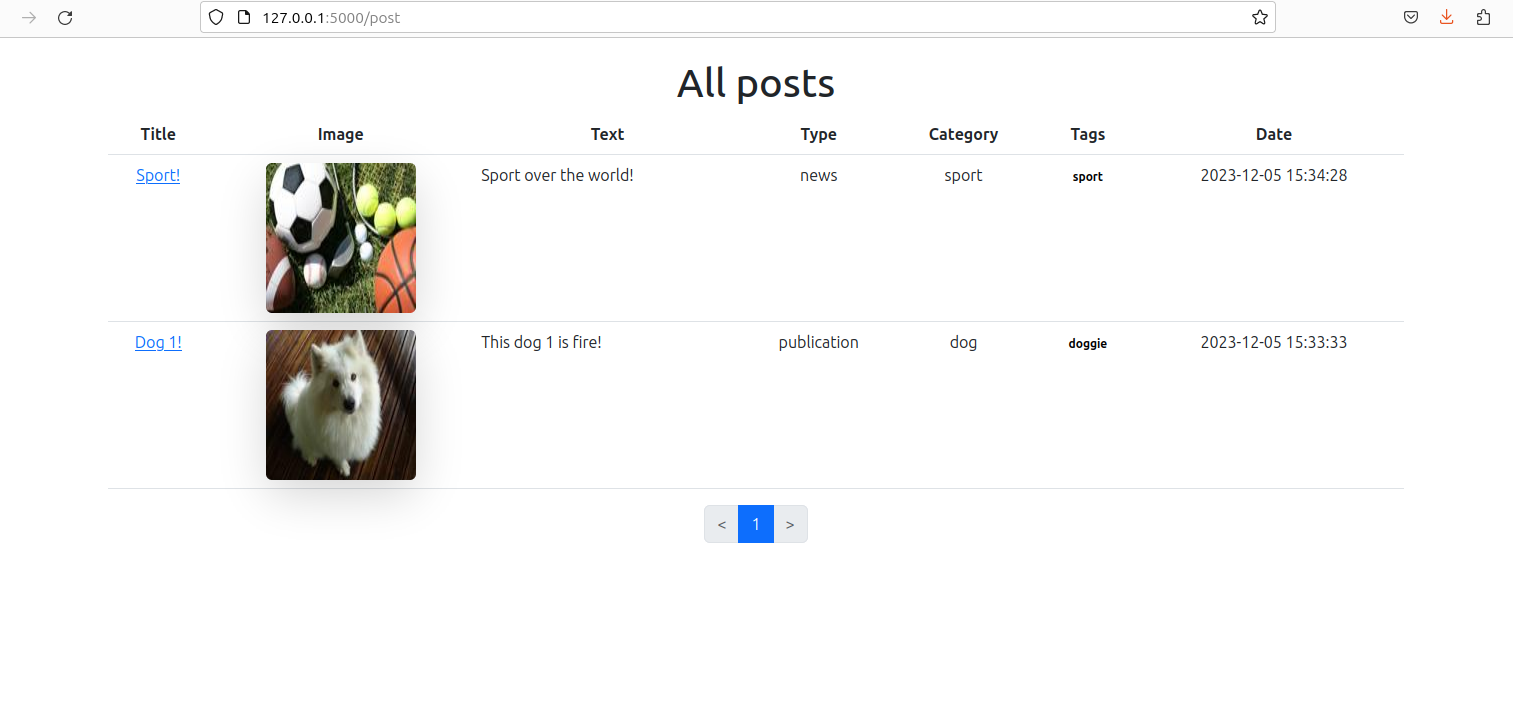 127.0.0.1:5000/post
All posts
Title Image Text Type Category Tags Date
Sport! Sport over the world! news sport sport 2023-12-05 15:34:28
Dog 1! This dog 1 is fire! publication dog doggie 2023-12-05 15:33:33
< 1 >